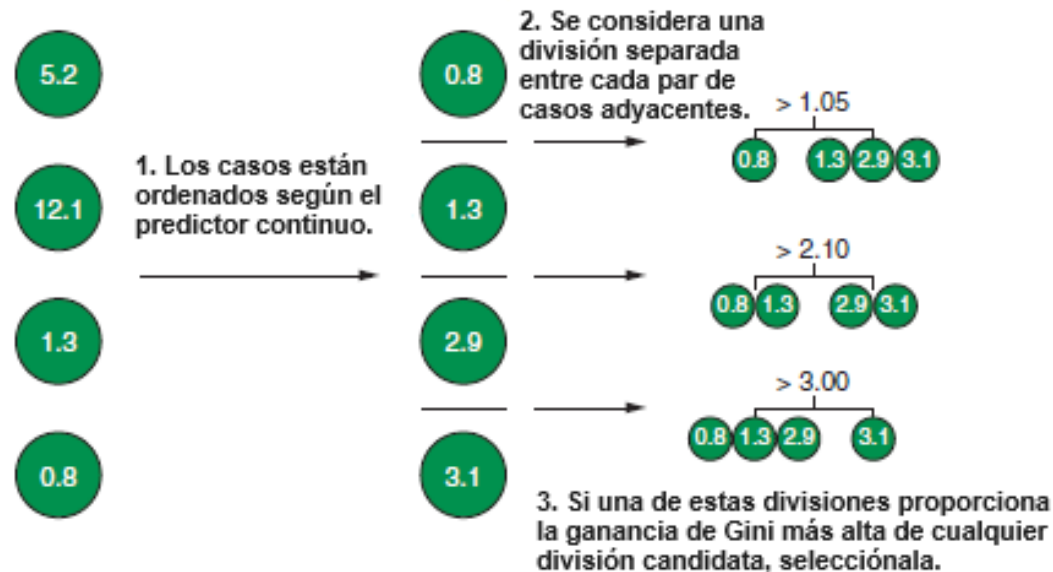 5.2
12.1
1.3
0.8
1. Los casos están
ordenados según el
predictor continuo.
0.8
1.3
2.9
3.1
2. Se considera una
división separada
entre cada par de
casos adyacentes.
> 1.05
0.8 1.3 2.9 3.1
> 2.10
0.8 1.3 2.9 3.1
> 3.00
0.8 1.3 2.9 3.1
3. Si una de estas divisiones proporciona
la ganancia de Gini más alta de cualquier
división candidata, selecciónala.